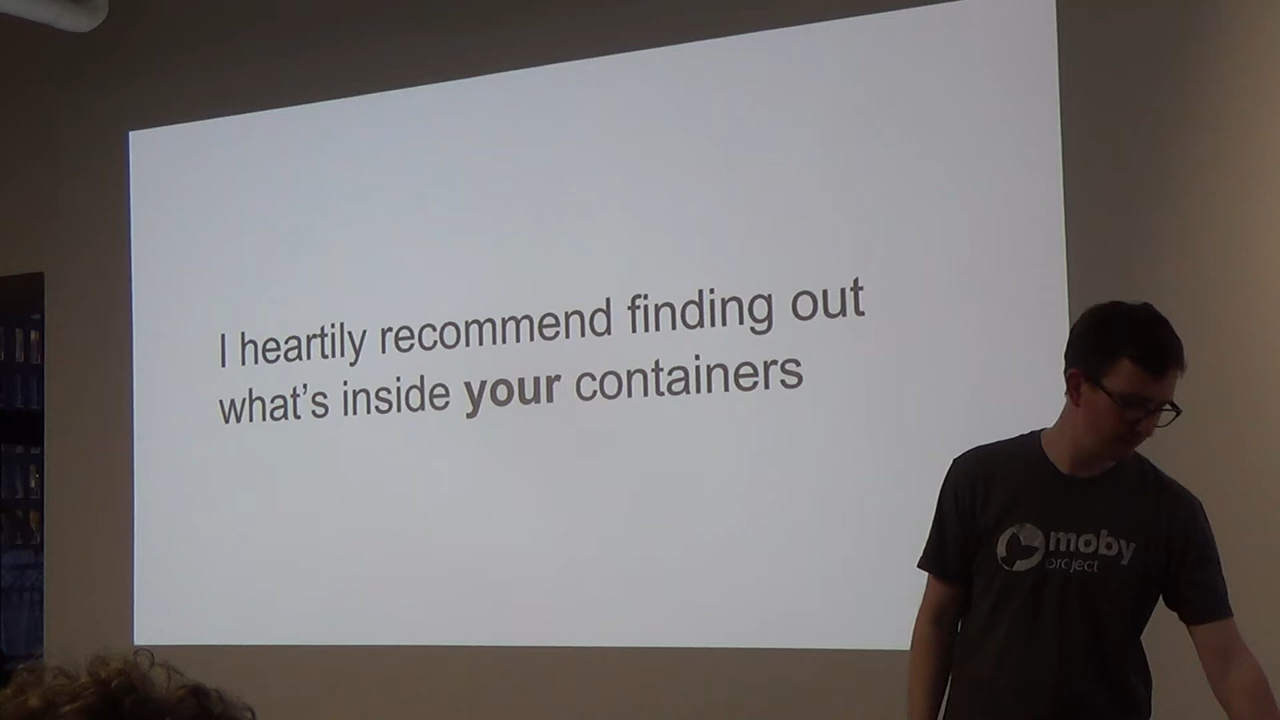 I heartily recommend finding out
what's inside your containers
moby
project